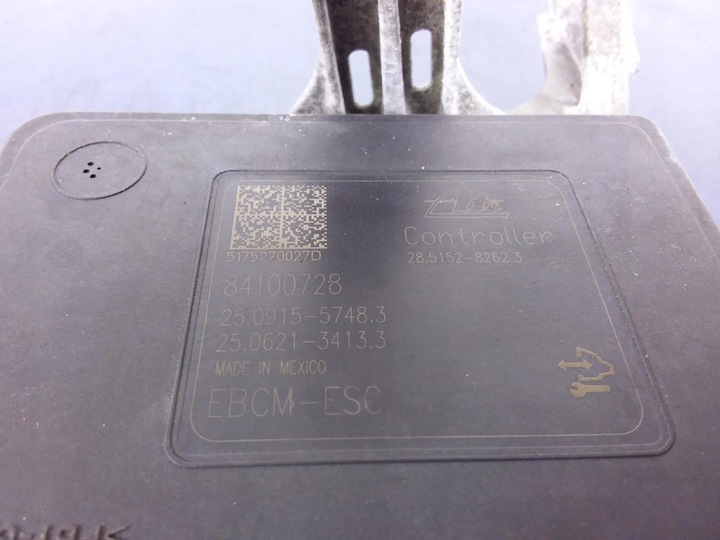 Ate
Controller
28.5152-8262.3
5175270027D
84100728
25.0915-5748.3
25.0621-3413.3
MADE IN MEXICO
EBCM-ESC